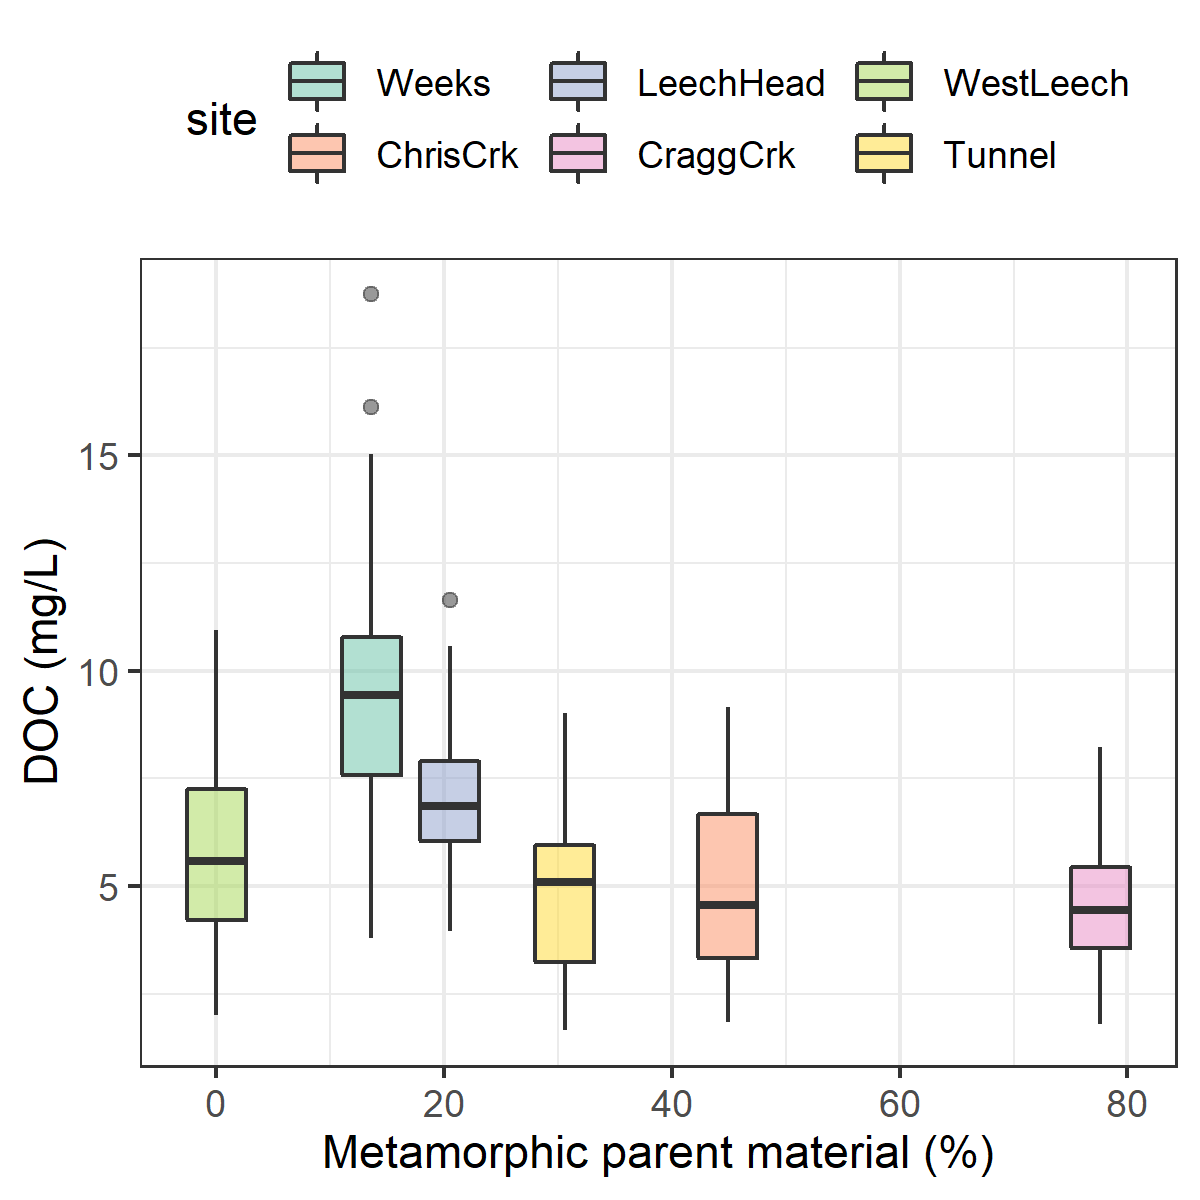 site
Weeks LeechHead WestLeech
ChrisCrk CraggCrk Tunnel
15
10
5
DOC (mg/L)
0 20 40 60 80
Metamorphic parent material (%)